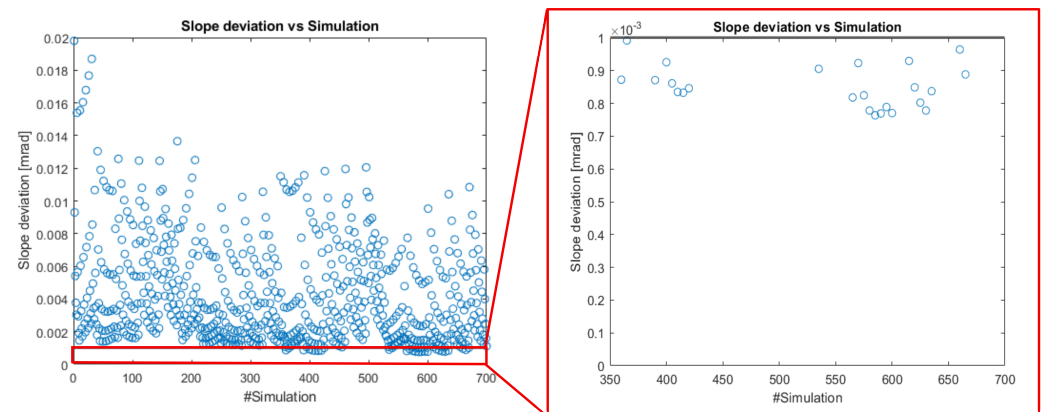 Slope deviation vs Simulation
0.02
0.018
0.016
0.014
0.012
0.01
0.008
0.006
0.004
0.002
0
Slope deviation [mrad]
0 100 200 300 400 500 600 700
#Simulation
Slope deviation vs Simulation
×10⁻³
1
0.9
0.8
0.7
0.6
0.5
0.4
0.3
0.2
0.1
0
Slope deviation [mrad]
350 400 450 500 550 600 650 700
#Simulation